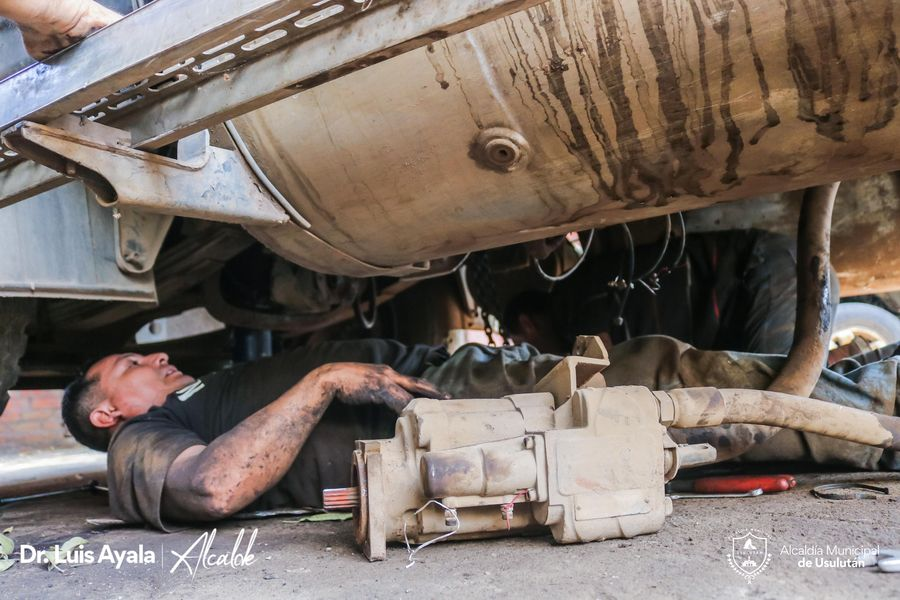 Dr. Luis Ayala
Alcalde
Alcaldía Municipal
de Usulután